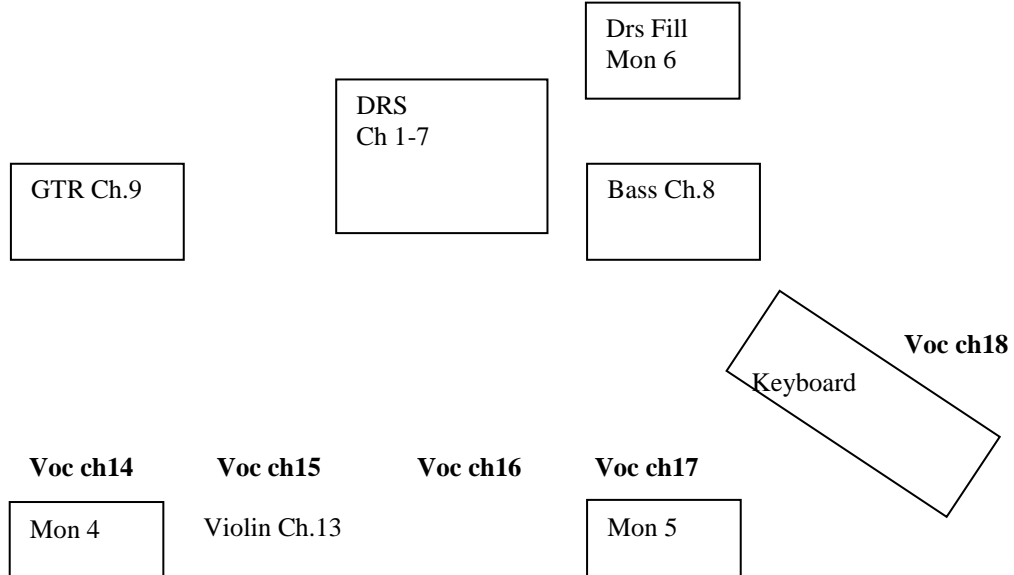 Drs Fill
Mon 6
DRS
Ch 1-7
GTR Ch.9
Bass Ch.8
Voc ch18
Keyboard
Voc ch14
Voc ch15
Voc ch16
Voc ch17
Mon 4
Violin Ch.13
Mon 5